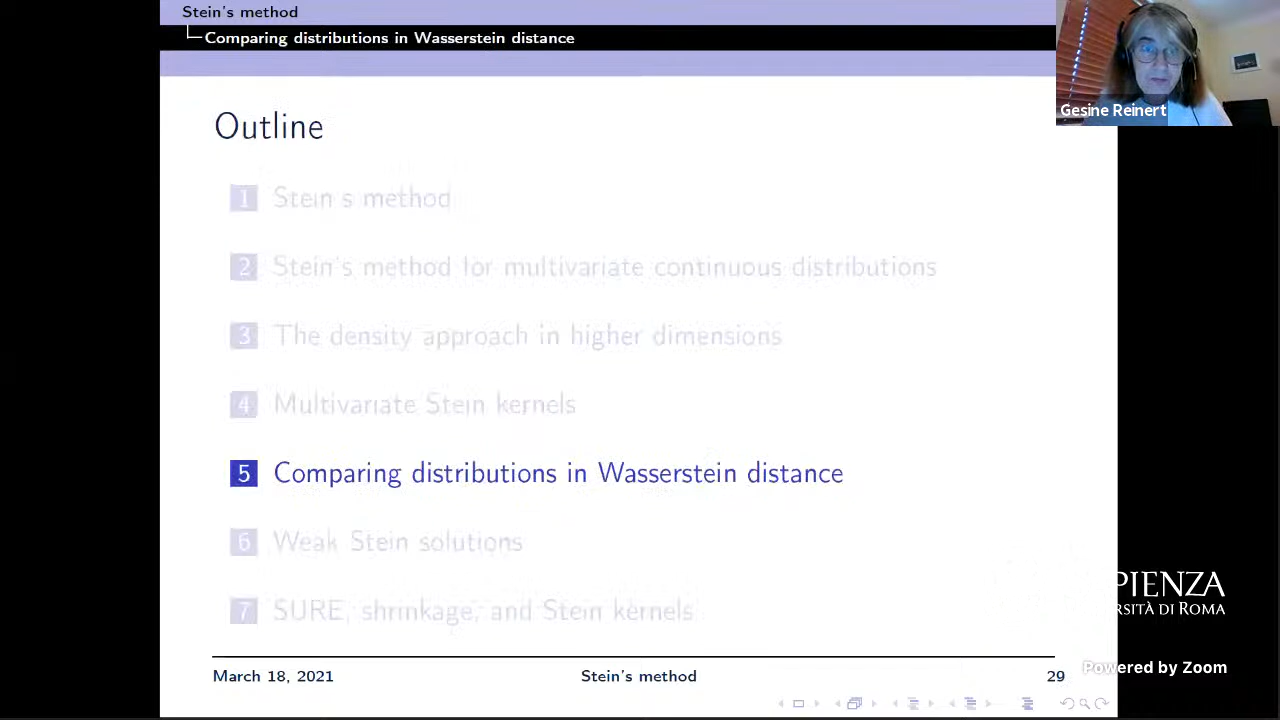 Stein's method
Comparing distributions in Wasserstein distance
Gesine Reinert
Outline
1 Stein's method
2 Stein's method for multivariate continuous distributions
3 The density approach in higher dimensions
4 Multivariate Stein kernels
5 Comparing distributions in Wasserstein distance
6 Weak Stein solutions
7 SURE, shrinkage, and Stein kernels
PIENZA
RSITÀ DI ROMA
March 18, 2021 Stein's method 29
Powered by Zoom